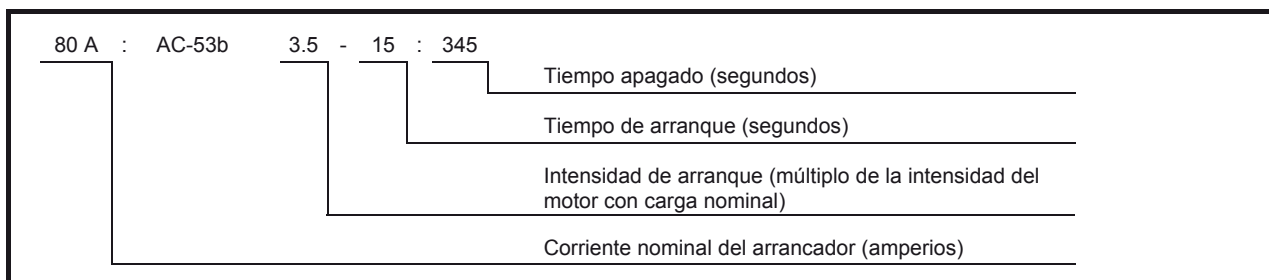 80 A : AC-53b 3.5 - 15 : 345
Tiempo apagado (segundos)
Tiempo de arranque (segundos)
Intensidad de arranque (múltiplo de la intensidad del
motor con carga nominal)
Corriente nominal del arrancador (amperios)